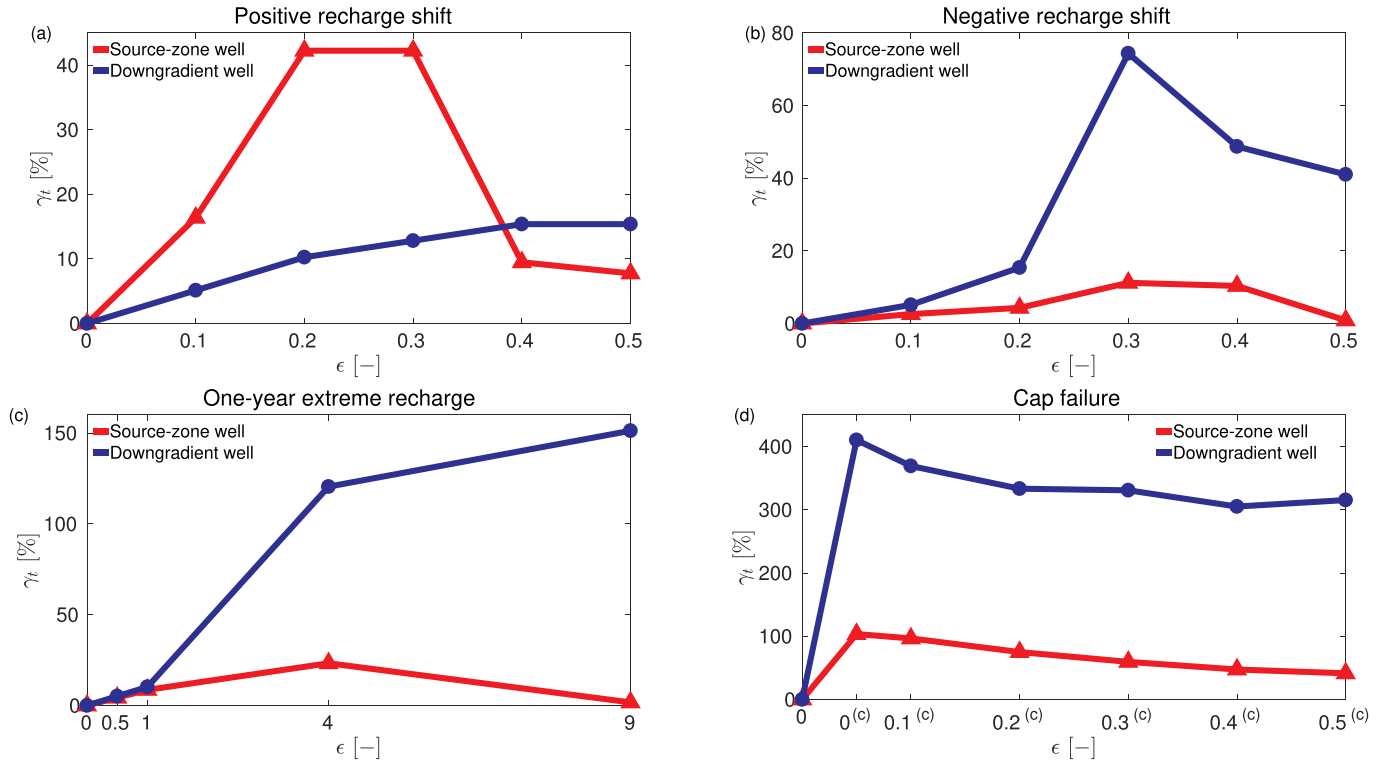 Positive recharge shift
(a)
Source-zone well
Downgradient well
40
30
20
10
0
γt [%]
0 0.1 0.2 0.3 0.4 0.5
ϵ [−]
Negative recharge shift
(b)
Source-zone well
Downgradient well
80
60
40
20
0
γt [%]
0 0.1 0.2 0.3 0.4 0.5
ϵ [−]
One-year extreme recharge
(c)
Source-zone well
Downgradient well
150
100
50
0
γt [%]
0 0.5 1 4 9
ϵ [−]
Cap failure
(d)
Source-zone well
Downgradient well
400
300
200
100
0
γt [%]
0 0(c) 0.1(c) 0.2(c) 0.3(c) 0.4(c) 0.5(c)
ϵ [−]